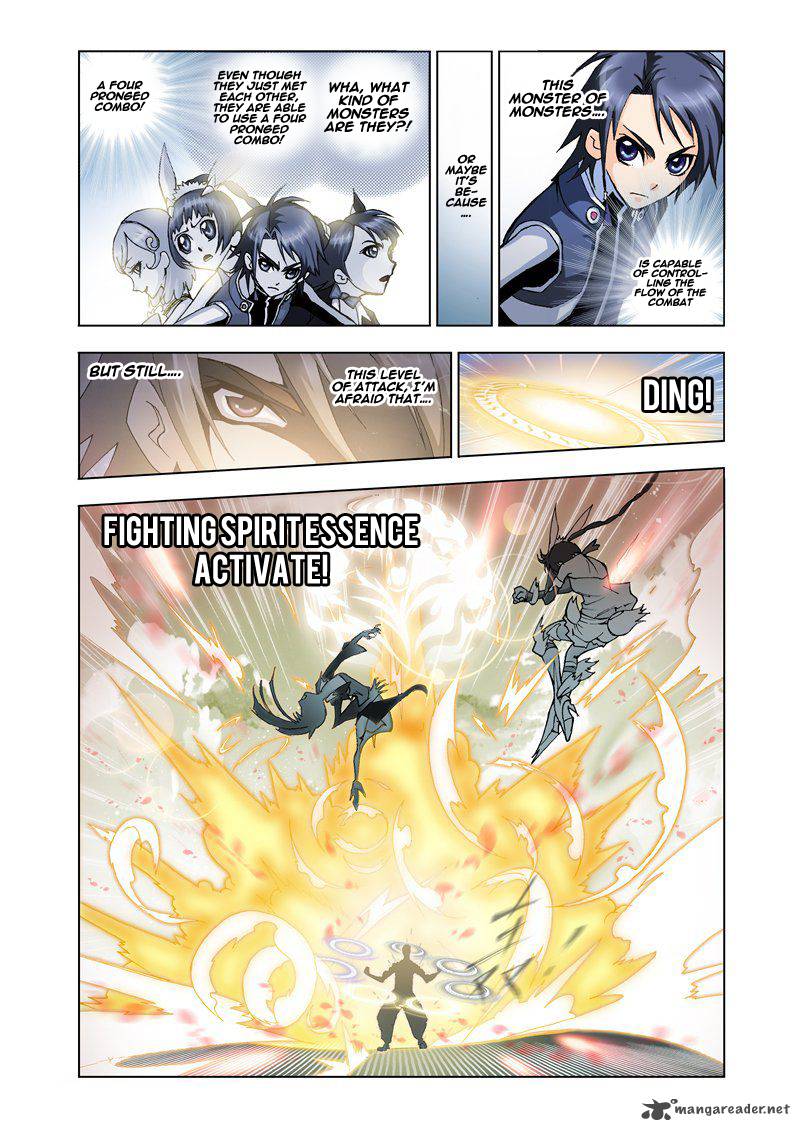 A FOUR
PRONGED
COMBO!
EVEN THOUGH
THEY JUST MET
EACH OTHER,
THEY ARE ABLE
TO USE A FOUR
PRONGED
COMBO!
WHA, WHAT
KIND OF
MONSTERS
ARE THEY?!
OR
MAYBE
IT'S
BE-
CAUSE
....
THIS
MONSTER OF
MONSTERS....
IS CAPABLE
OF CONTROL-
LING THE
FLOW OF THE
COMBAT
BUT STILL....
THIS LEVEL
OF ATTACK, I'M
AFRAID THAT....
DING!
FIGHTING SPIRIT ESSENCE
ACTIVATE!
mangareader.net